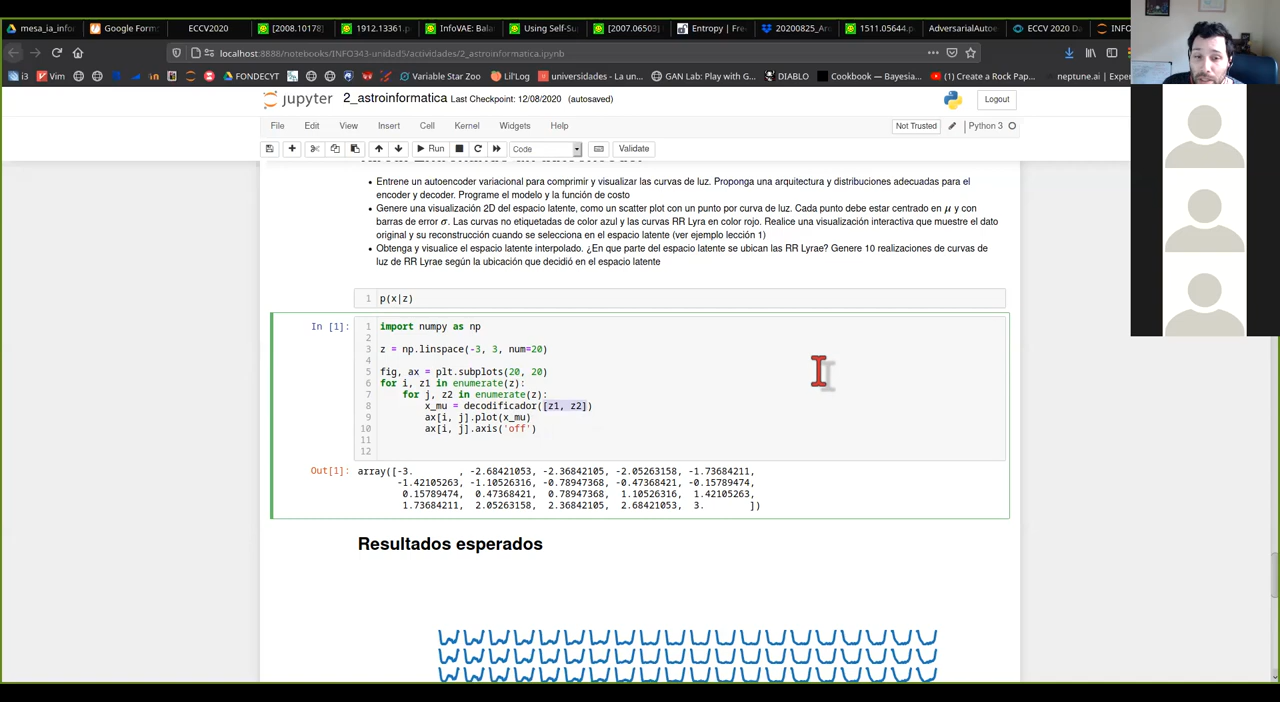 mesa_ia_info
Google Form
ECCV2020
[2008.10178]
1912.13361.p
InfoVAE: Bala
Using Self-Su
[2007.06503]
Entropy | Fre
20200825_Arc
1511.05644.p
AdversarialAutoe
ECCV 2020 Da
INFO
localhost:8888/notebooks/INFO343-unidad5/actividades/2_astroinformatica.ipynb
i3
Vim
FONDECYT
Variable Star Zoo
Lil'Log
universidades - La un...
GAN Lab: Play with G...
DIABLO
Cookbook — Bayesia...
(1) Create a Rock Pap...
neptune.ai | Exper
jupyter
2_astroinformatica Last Checkpoint: 12/08/2020 (autosaved)
Logout
File Edit View Insert Cell Kernel Widgets Help
Not Trusted
Python 3
Run
Code
Validate
• Entrene un autoencoder variacional para comprimir y visualizar las curvas de luz. Proponga una arquitectura y distribuciones adecuadas para el
encoder y decoder. Programe el modelo y la función de costo
• Genere una visualización 2D del espacio latente, como un scatter plot con un punto por curva de luz. Cada punto debe estar centrado en μ y con
barras de error σ. Las curvas no etiquetadas de color azul y las curvas RR Lyra en color rojo. Realice una visualización interactiva que muestre el dato
original y su reconstrucción cuando se selecciona en el espacio latente (ver ejemplo lección 1)
• Obtenga y visualice el espacio latente interpolado. ¿En que parte del espacio latente se ubican las RR Lyrae? Genere 10 realizaciones de curvas de
luz de RR Lyrae según la ubicación que decidió en el espacio latente
1 p(x|z)
In [1]:
1 import numpy as np
2
3 z = np.linspace(-3, 3, num=20)
4
5 fig, ax = plt.subplots(20, 20)
6 for i, z1 in enumerate(z):
7 for j, z2 in enumerate(z):
8 x_mu = decodificador([z1, z2])
9 ax[i, j].plot(x_mu)
10 ax[i, j].axis('off')
11
12
Out[1]: array([-3. , -2.68421053, -2.36842105, -2.05263158, -1.73684211,
-1.42105263, -1.10526316, -0.78947368, -0.47368421, -0.15789474,
0.15789474, 0.47368421, 0.78947368, 1.10526316, 1.42105263,
1.73684211, 2.05263158, 2.36842105, 2.68421053, 3. ])
Resultados esperados